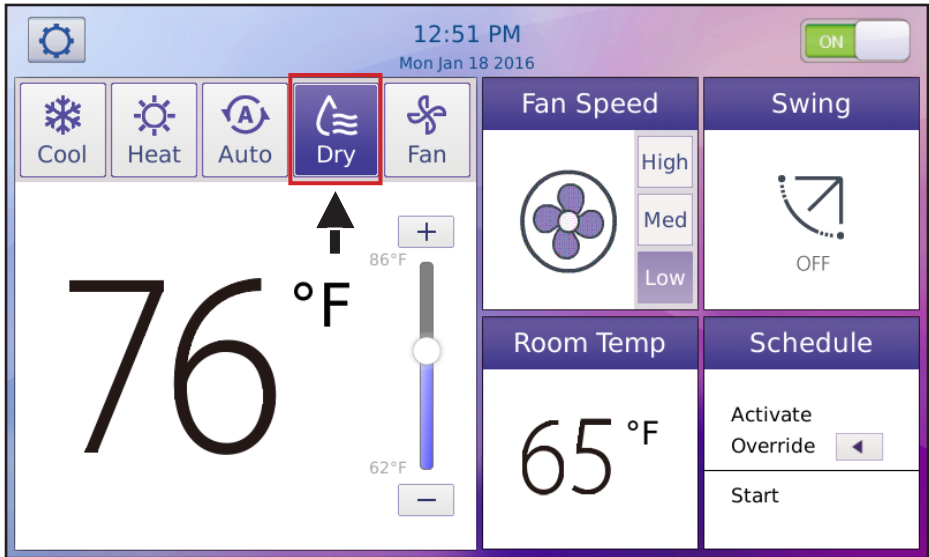 12:51 PM
Mon Jan 18 2016
ON
Cool
Heat
A
Auto
Dry
Fan
76 °F
+
86°F
62°F
−
Fan Speed
High
Med
Low
Swing
OFF
Room Temp
65 °F
Schedule
Activate
Override
Start